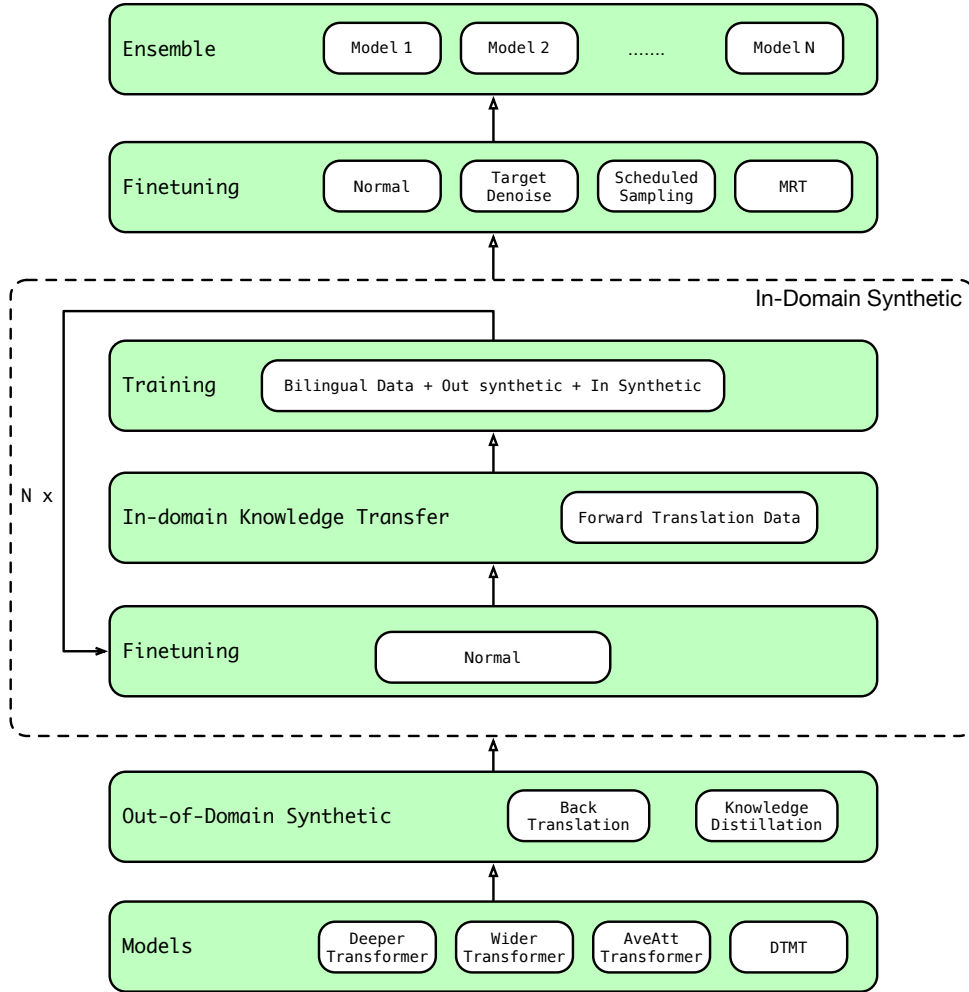 Ensemble
Model 1
Model 2
.......
Model N
Finetuning
Normal
Target
Denoise
Scheduled
Sampling
MRT
In-Domain Synthetic
Training
Bilingual Data + Out synthetic + In Synthetic
N x
In-domain Knowledge Transfer
Forward Translation Data
Finetuning
Normal
Out-of-Domain Synthetic
Back
Translation
Knowledge
Distillation
Models
Deeper
Transformer
Wider
Transformer
AveAtt
Transformer
DTMT